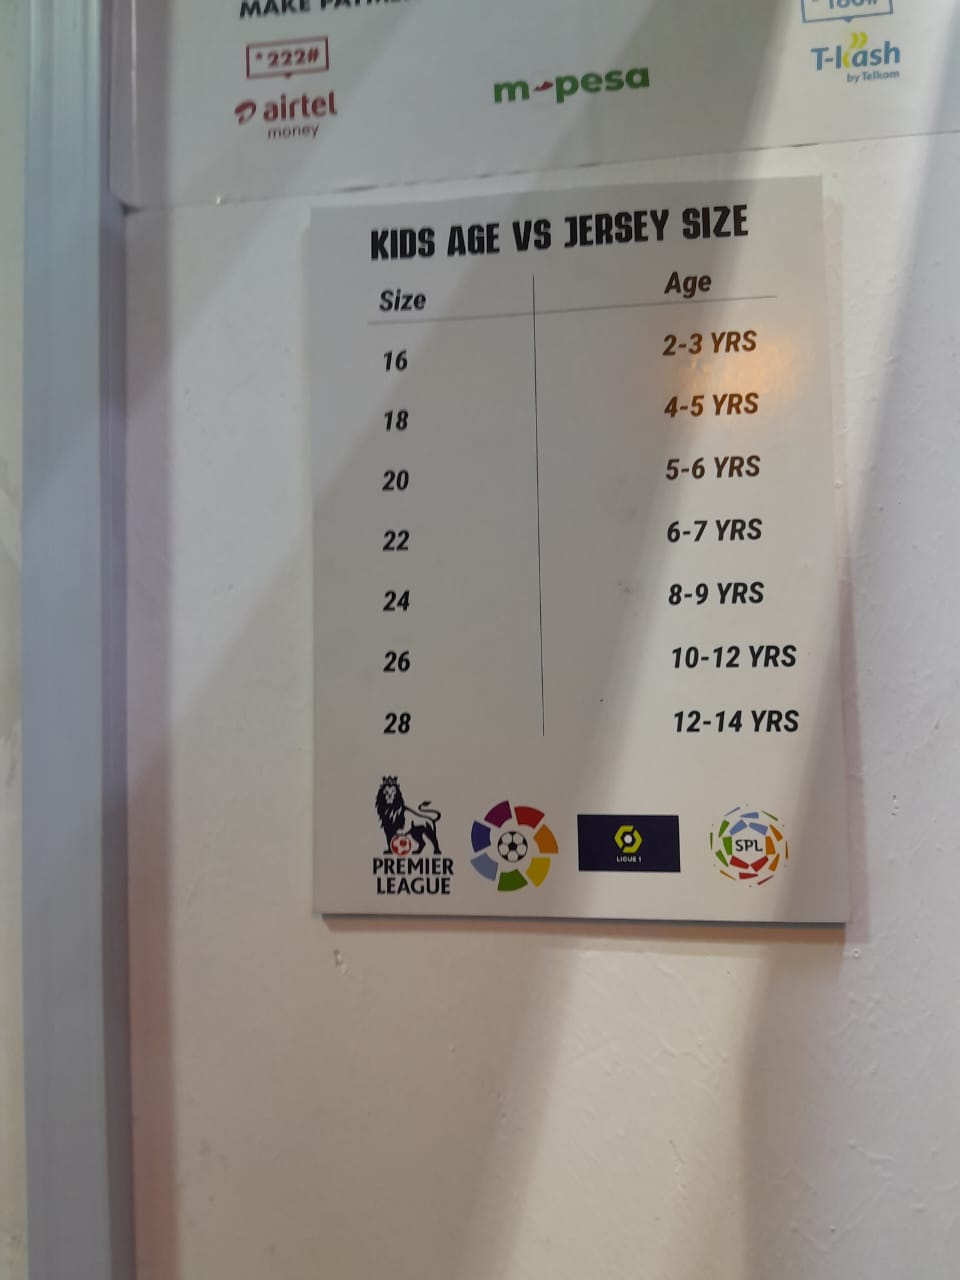 *222#
airtel
money
m-pesa
T-kash
by Telkom
KIDS AGE VS JERSEY SIZE
Size Age
16 2-3 YRS
18 4-5 YRS
20 5-6 YRS
22 6-7 YRS
24 8-9 YRS
26 10-12 YRS
28 12-14 YRS
PREMIER
LEAGUE
LIGUE 1
SPL